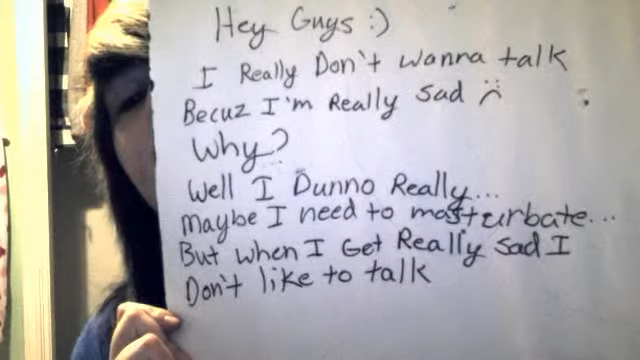 Hey Guys :)
I Really Don't wanna talk
Becuz I'm Really sad :(
Why?
Well I Dunno Really...
maybe I need to masturbate...
But when I Get Really sad I
Don't like to talk